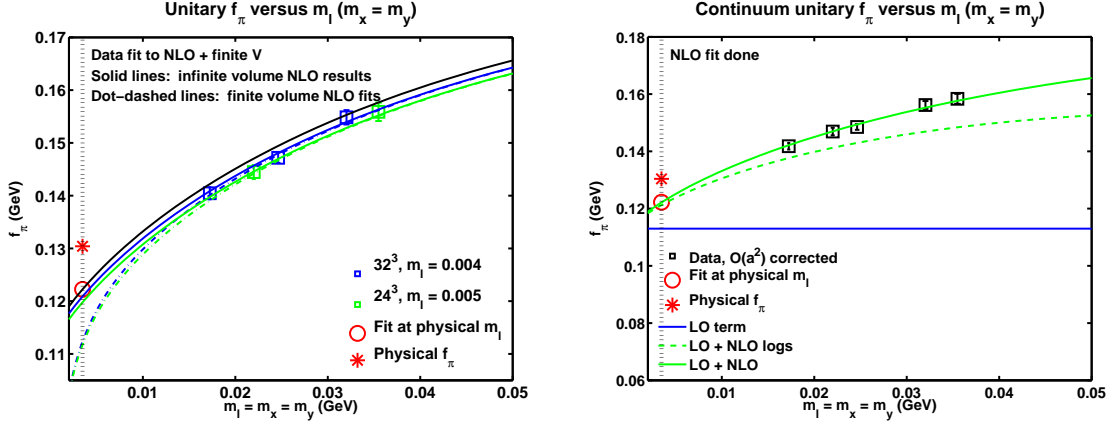 Unitary f_π versus m_l (m_x = m_y)
0.17
0.16
0.15
0.14
0.13
0.12
0.11
f_π (GeV)
Data fit to NLO + finite V
Solid lines: infinite volume NLO results
Dot-dashed lines: finite volume NLO fits
32^3, m_l = 0.004
24^3, m_l = 0.005
Fit at physical m_l
Physical f_π
0.01 0.02 0.03 0.04 0.05
m_l = m_x = m_y (GeV)
Continuum unitary f_π versus m_l (m_x = m_y)
0.18
0.16
0.14
0.12
0.1
0.08
0.06
f_π (GeV)
NLO fit done
Data, O(a^2) corrected
Fit at physical m_l
Physical f_π
LO term
LO + NLO logs
LO + NLO
0.01 0.02 0.03 0.04 0.05
m_l = m_x = m_y (GeV)